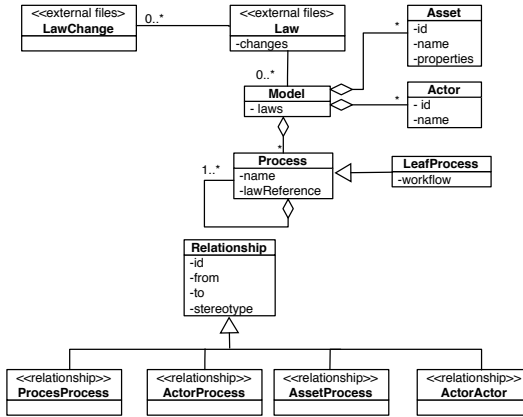 <<external files>>
LawChange
0..*
<<external files>>
Law
-changes
0..*
*
Asset
-id
-name
-properties
Model
- laws
*
Actor
- id
-name
*
1..*
Process
-name
-lawReference
LeafProcess
-workflow
Relationship
-id
-from
-to
-stereotype
<<relationship>>
ProcesProcess
<<relationship>>
ActorProcess
<<relationship>>
AssetProcess
<<relationship>>
ActorActor